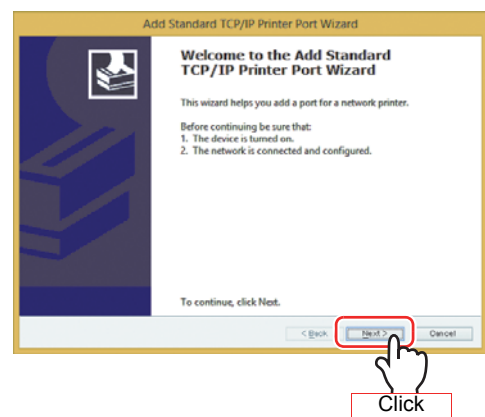 Add Standard TCP/IP Printer Port Wizard
Welcome to the Add Standard
TCP/IP Printer Port Wizard
This wizard helps you add a port for a network printer.
Before continuing be sure that:
1. The device is turned on.
2. The network is connected and configured.
To continue, click Next.
< Back
Next >
Cancel
Click